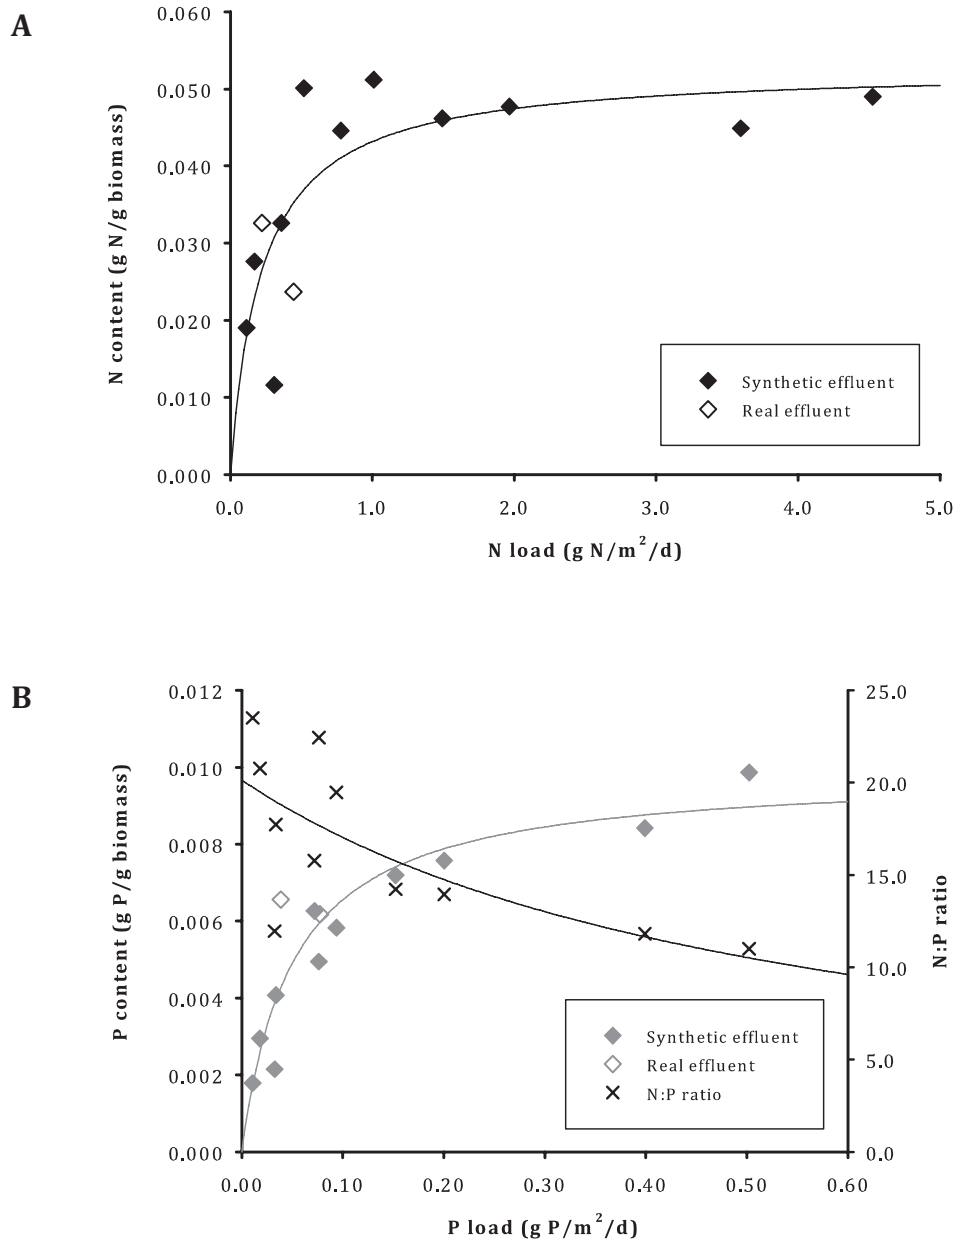 A
0.060
0.050
0.040
0.030
0.020
0.010
0.000
N content (g N/g biomass)
Synthetic effluent
Real effluent
0.0 1.0 2.0 3.0 4.0 5.0
N load (g N/m²/d)
B
0.012
0.010
0.008
0.006
0.004
0.002
0.000
P content (g P/g biomass)
25.0
20.0
15.0
10.0
5.0
0.0
N:P ratio
Synthetic effluent
Real effluent
N:P ratio
0.00 0.10 0.20 0.30 0.40 0.50 0.60
P load (g P/m²/d)